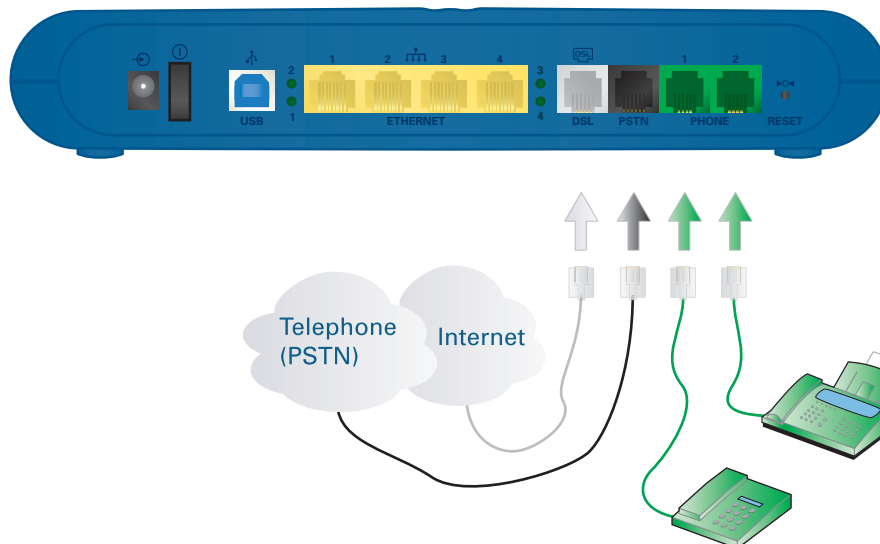 DSL
1 2 3 4
1 2
2
3
1
4
USB
ETHERNET
DSL
PSTN
PHONE
RESET
Telephone
(PSTN)
Internet